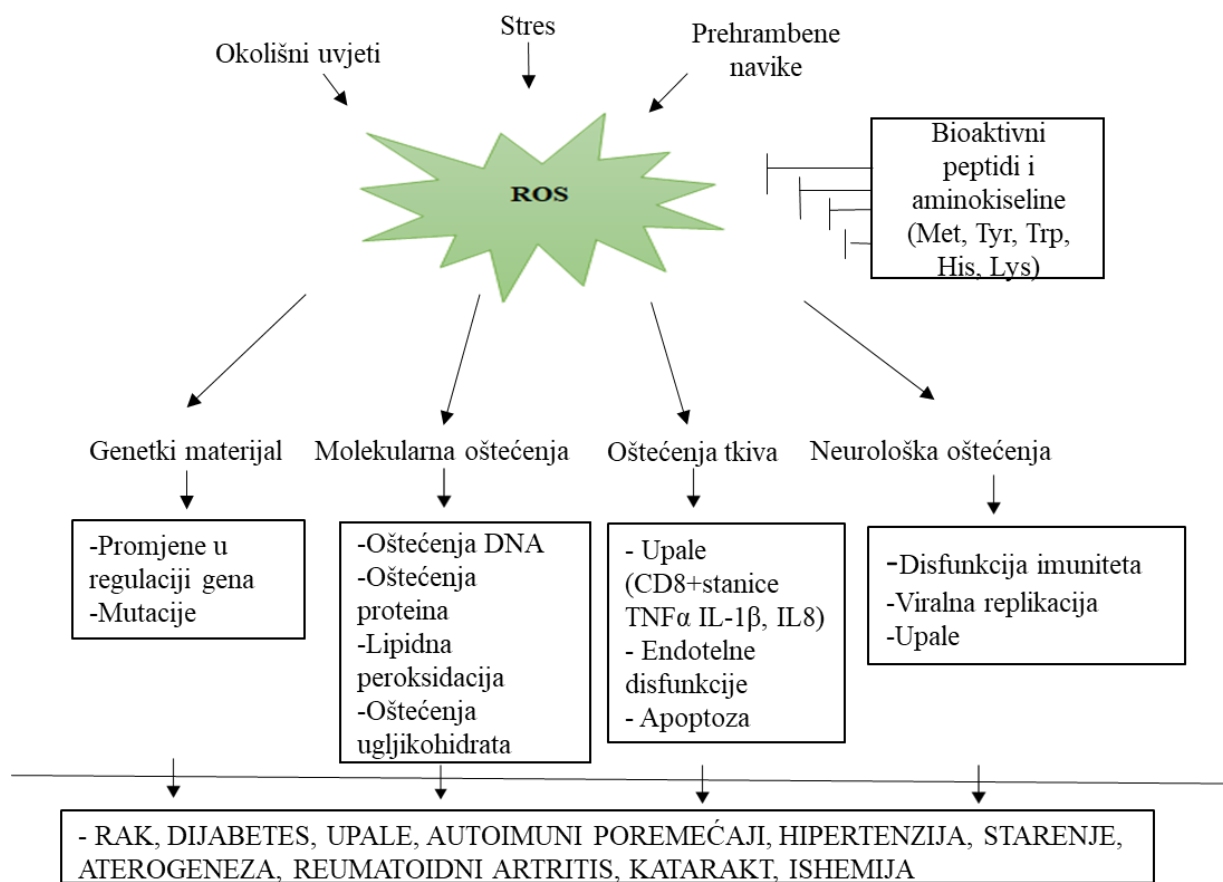 Stres
Okolišni uvjeti
Prehrambene
navike
ROS
Bioaktivni
peptidi i
aminokiseline
(Met, Tyr, Trp,
His, Lys)
Genetki materijal
Molekularna oštećenja
Oštećenja tkiva
Neurološka oštećenja
-Promjene u
regulaciji gena
-Mutacije
-Oštećenja DNA
-Oštećenja
proteina
-Lipidna
peroksidacija
-Oštećenja
ugljikohidrata
- Upale
(CD8+stanice
TNFα IL-1β, IL8)
- Endotelne
disfunkcije
- Apoptoza
-Disfunkcija imuniteta
-Viralna replikacija
-Upale
- RAK, DIJABETES, UPALE, AUTOIMUNI POREMEĆAJI, HIPERTENZIJA, STARENJE,
ATEROGENEZA, REUMATOIDNI ARTRITIS, KATARAKT, ISHEMIJA